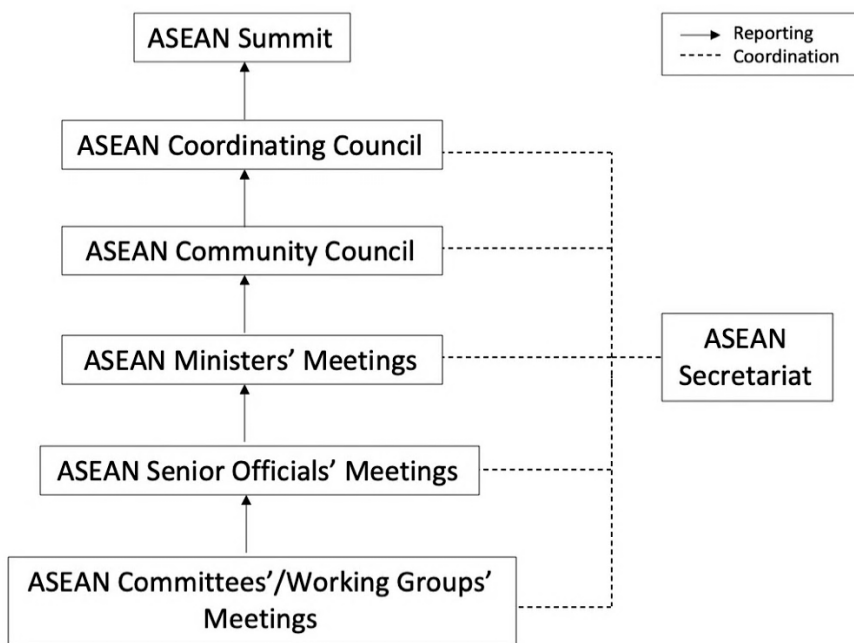 ASEAN Summit
Reporting
Coordination
ASEAN Coordinating Council
ASEAN Community Council
ASEAN Ministers’ Meetings
ASEAN
Secretariat
ASEAN Senior Officials’ Meetings
ASEAN Committees’/Working Groups’
Meetings